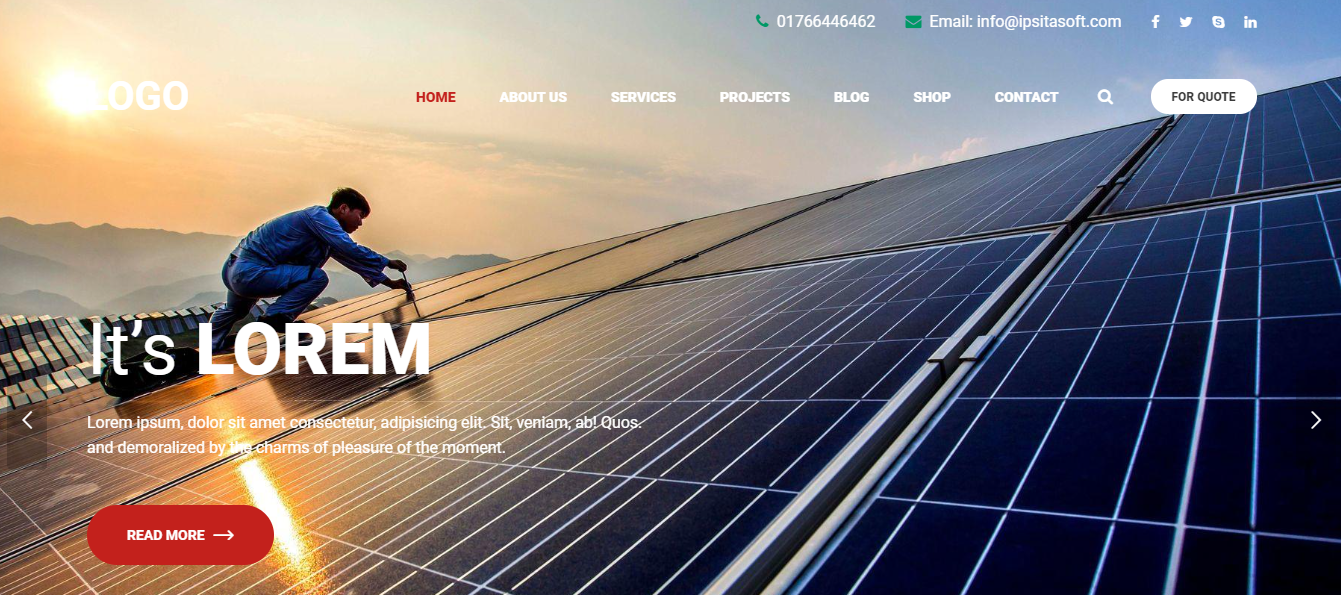 01766446462 Email: info@ipsitasoft.com
LOGO
HOME ABOUT US SERVICES PROJECTS BLOG SHOP CONTACT FOR QUOTE
It's LOREM
Lorem ipsum, dolor sit amet consectetur, adipisicing elit. Sit, veniam, ab! Quos.
and demoralized by the charms of pleasure of the moment.
READ MORE